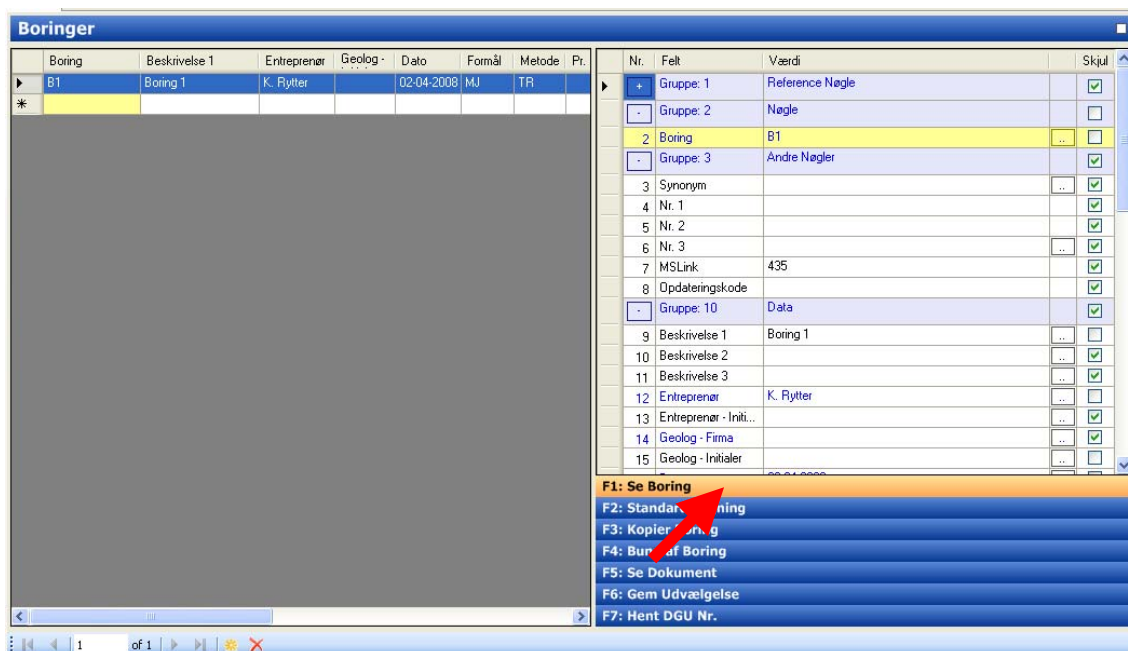 Boringer
Boring Beskrivelse 1 Entreprenør Geolog - Dato Formål Metode Pr.
B1 Boring 1 K. Rytter 02-04-2008 MJ TR
Nr. Felt Værdi Skjul
+ Gruppe: 1 Reference Nøgle
- Gruppe: 2 Nøgle
2 Boring B1 ..
- Gruppe: 3 Andre Nøgler
3 Synonym ..
4 Nr. 1
5 Nr. 2
6 Nr. 3 ..
7 MSLink 435
8 Opdateringskode
- Gruppe: 10 Data
9 Beskrivelse 1 Boring 1 ..
10 Beskrivelse 2 ..
11 Beskrivelse 3 ..
12 Entreprenør K. Rytter ..
13 Entreprenør - Initi... ..
14 Geolog - Firma ..
15 Geolog - Initialer ..
F1: Se Boring
F2: ning
F3: Kopier
F4: af Boring
F5: Se Dokument
F6: Gem Udvælgelse
F7: Hent DGU Nr.
1 of 1